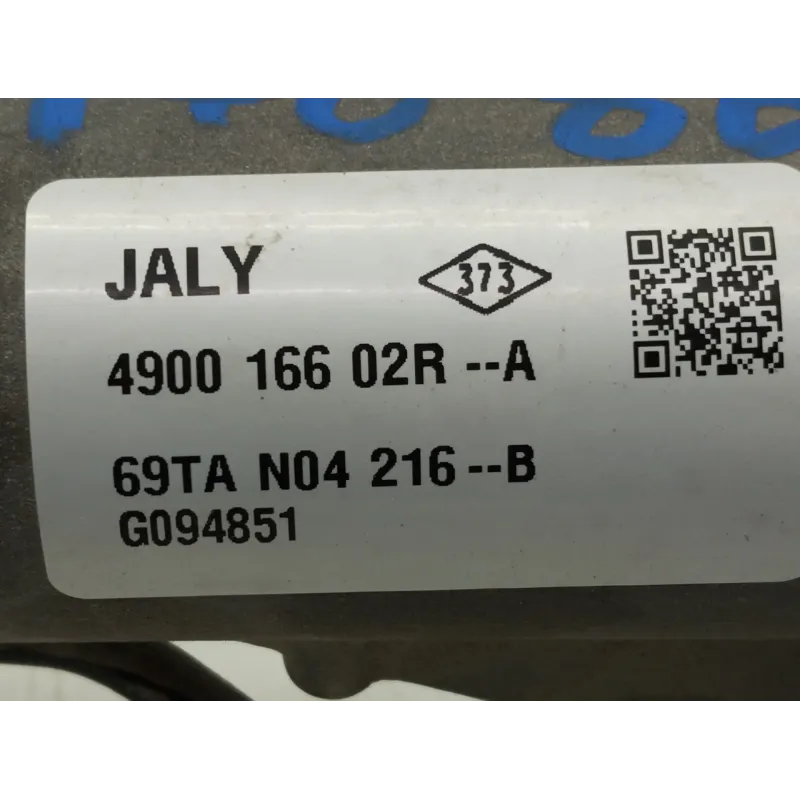 JALY
373
4900 166 02R --A
69TA N04 216 --B
G094851